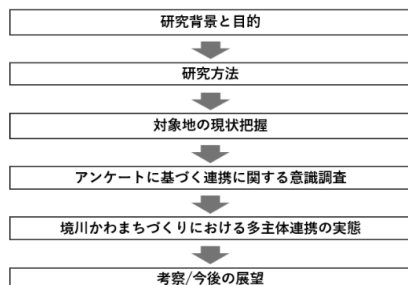 研究背景と目的
研究方法
対象地の現状把握
アンケートに基づく連携に関する意識調査
境川かわまちづくりにおける多主体連携の実態
考察/今後の展望